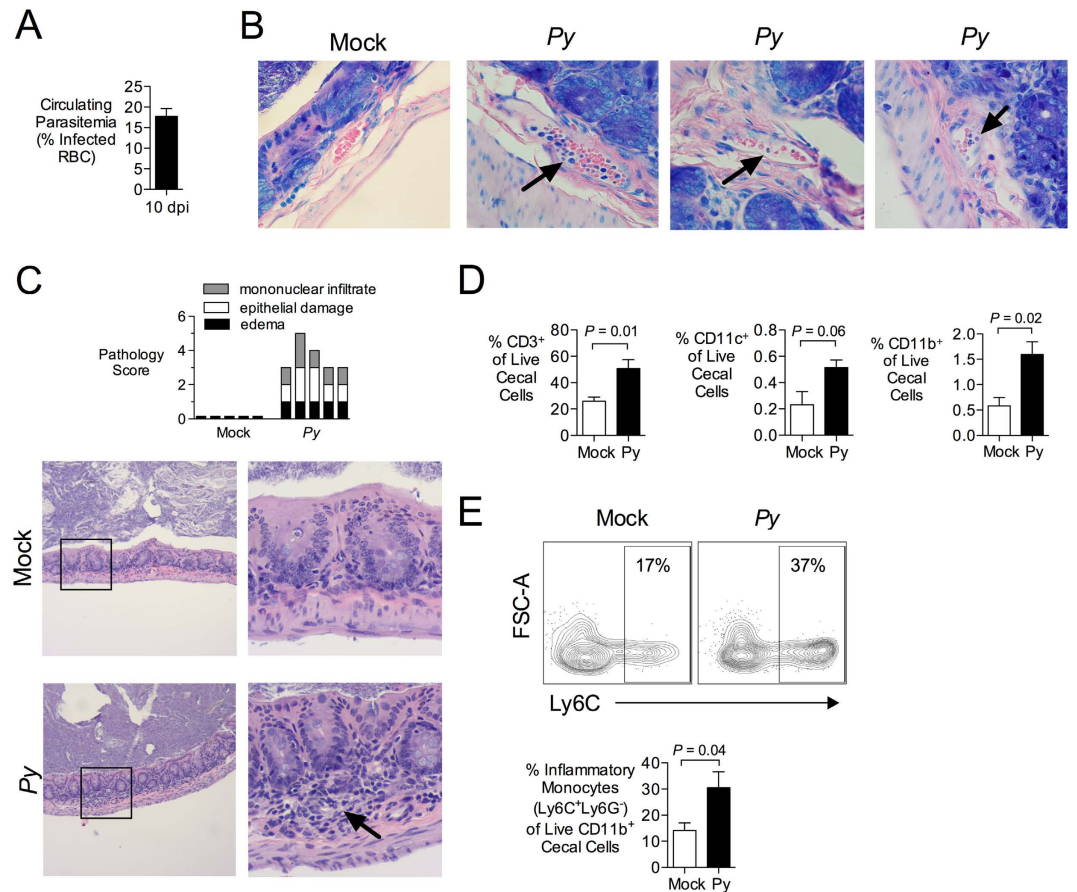 A
Circulating
Parasitemia
(% Infected
RBC)
25
20
15
10
5
0
10 dpi
B
Mock
Py
Py
Py
C
mononuclear infiltrate
epithelial damage
edema
Pathology
Score
6
4
2
0
Mock
Py
Mock
Py
D
% CD3+
of Live
Cecal
Cells
80
60
40
20
0
P = 0.01
Mock Py
% CD11c+
of Live
Cecal
Cells
0.8
0.6
0.4
0.2
0.0
P = 0.06
Mock Py
% CD11b+
of Live
Cecal
Cells
2.0
1.5
1.0
0.5
0.0
P = 0.02
Mock Py
E
Mock
Py
FSC-A
17%
37%
Ly6C
% Inflammatory
Monocytes
(Ly6C+Ly6G-)
of Live CD11b+
Cecal Cells
40
30
20
10
0
P = 0.04
Mock Py